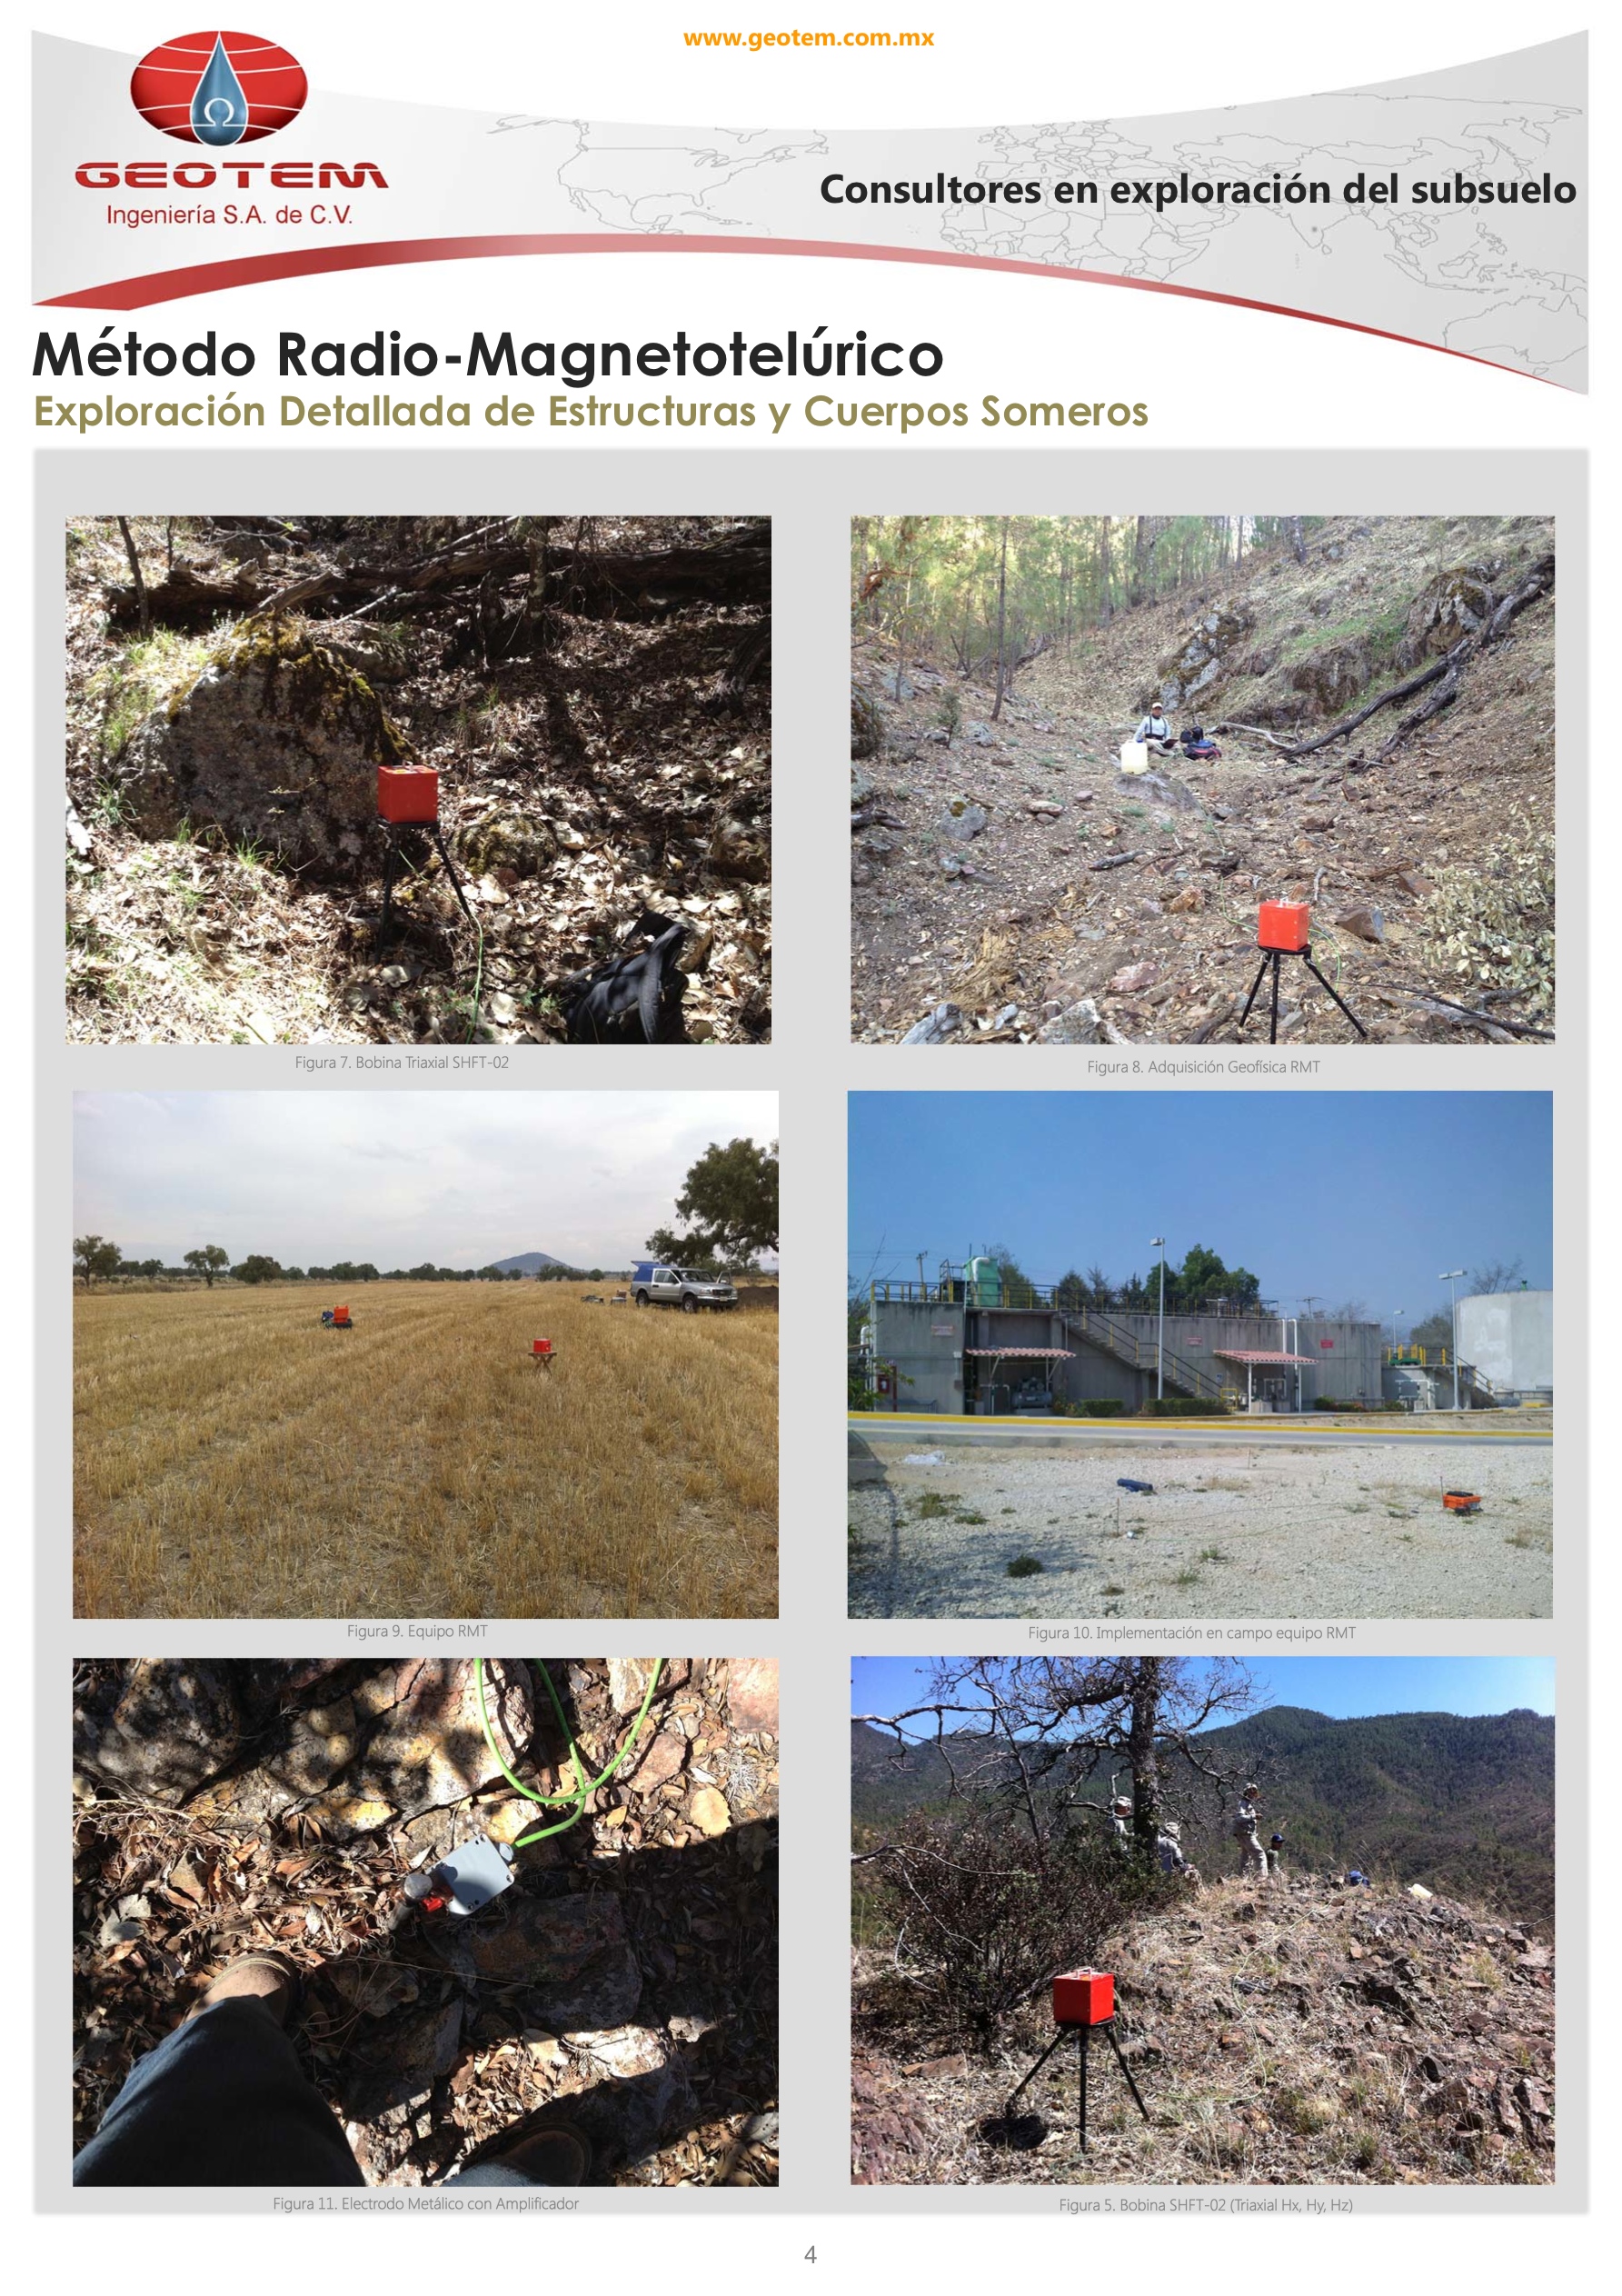 www.geotem.com.mx
GEOTEM
Ingeniería S.A. de C.V.
Consultores en exploración del subsuelo
Método Radio-Magnetotelúrico
Exploración Detallada de Estructuras y Cuerpos Someros
Figura 7. Bobina Triaxial SHFT-02
Figura 8. Adquisición Geofísica RMT
Figura 9. Equipo RMT
Figura 10. Implementación en campo equipo RMT
Figura 11. Electrodo Metálico con Amplificador
Figura 5. Bobina SHFT-02 (Triaxial Hx, Hy, Hz)
4